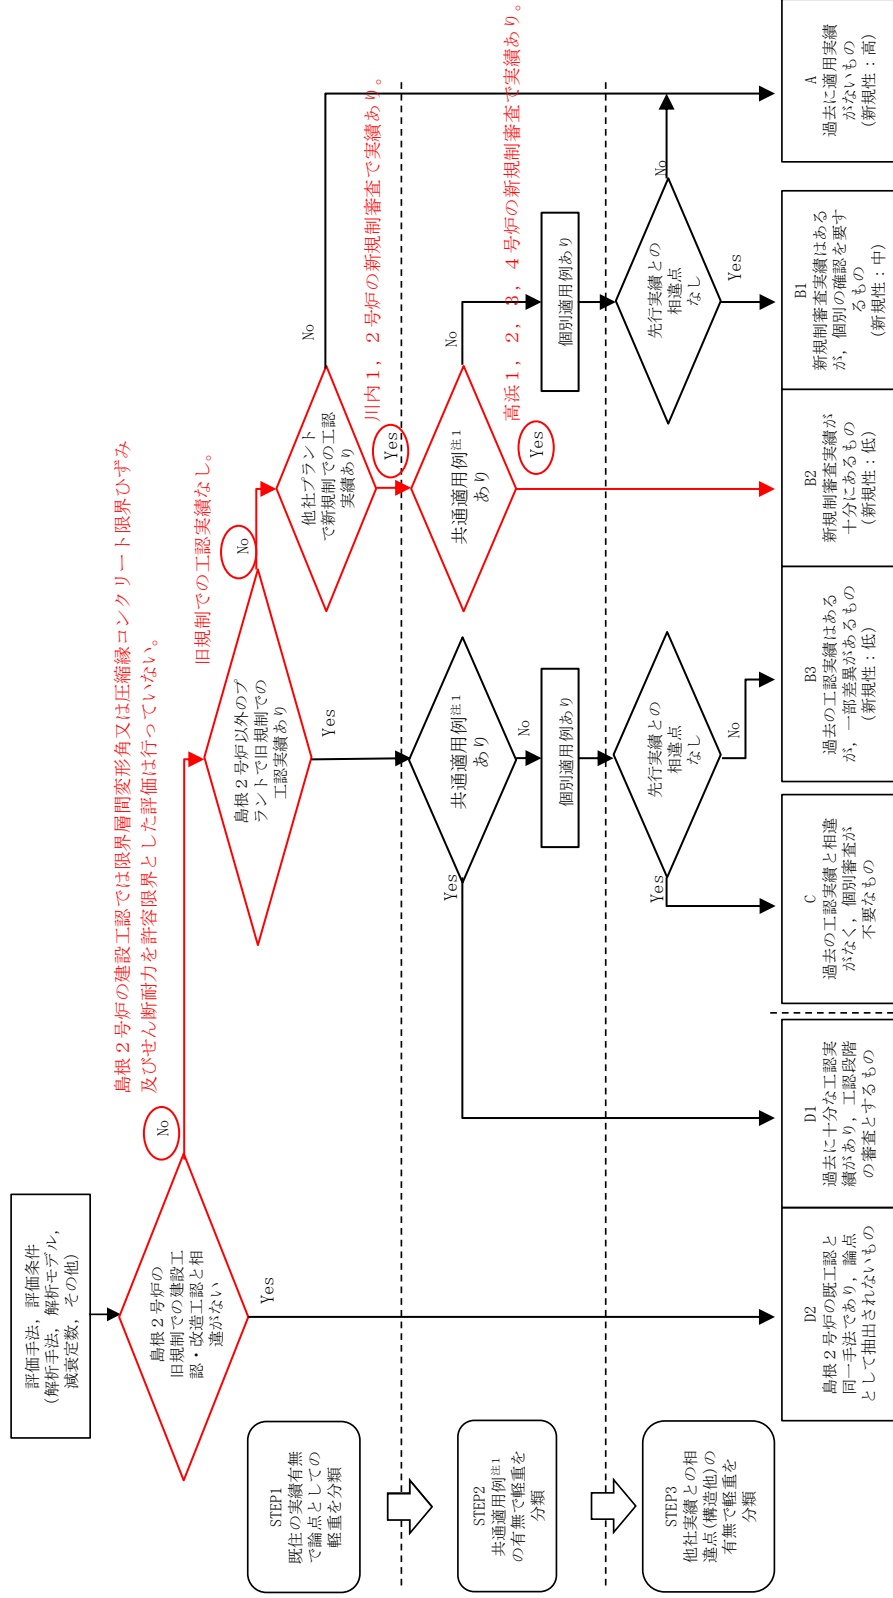 評価手法，評価条件
(解析手法，解析モデル，
減衰定数，その他)
島根２号炉の
旧規制での建設工
認・改造工認と相
違がない
Yes
No
島根２号炉の建設工認では限界層間変形角又は圧縮縁コンクリート限界ひずみ
及びせん断耐力を許容限界とした評価は行っていない。
島根２号炉以外のプ
ラントで旧規制での
工認実績あり
Yes
No
旧規制での工認実績なし。
他社プラント
で新規制での工認
実績あり
No
Yes
川内１，２号炉の新規制審査で実績あり。
STEP1
既往の実績有無
で論点としての
軽重を分類
STEP2
共通適用例注１
の有無で軽重を
分類
STEP3
他社実績との相
違点(構造他)の
有無で軽重を
分類
共通適用例注１
あり
Yes
No
個別適用例あり
先行実績との
相違点
なし
Yes
No
共通適用例注１
あり
Yes
高浜１，２，３，４号炉の新規制審査で実績あり。
No
個別適用例あり
先行実績との
相違点
なし
No
Yes
D2
島根２号炉の既工認と
同一手法であり，論点
として抽出されないもの
D1
過去に十分な工認実
績があり，工認段階
の審査とするもの
C
過去の工認実績と相違
がなく，個別審査が
不要なもの
B3
過去の工認実績はある
が，一部差異があるもの
(新規性：低)
B2
新規制審査実績が
十分にあるもの
(新規性：低)
B1
新規制審査実績はある
が，個別の確認を要す
るもの
(新規性：中)
A
過去に適用実績
がないもの
(新規性：高)